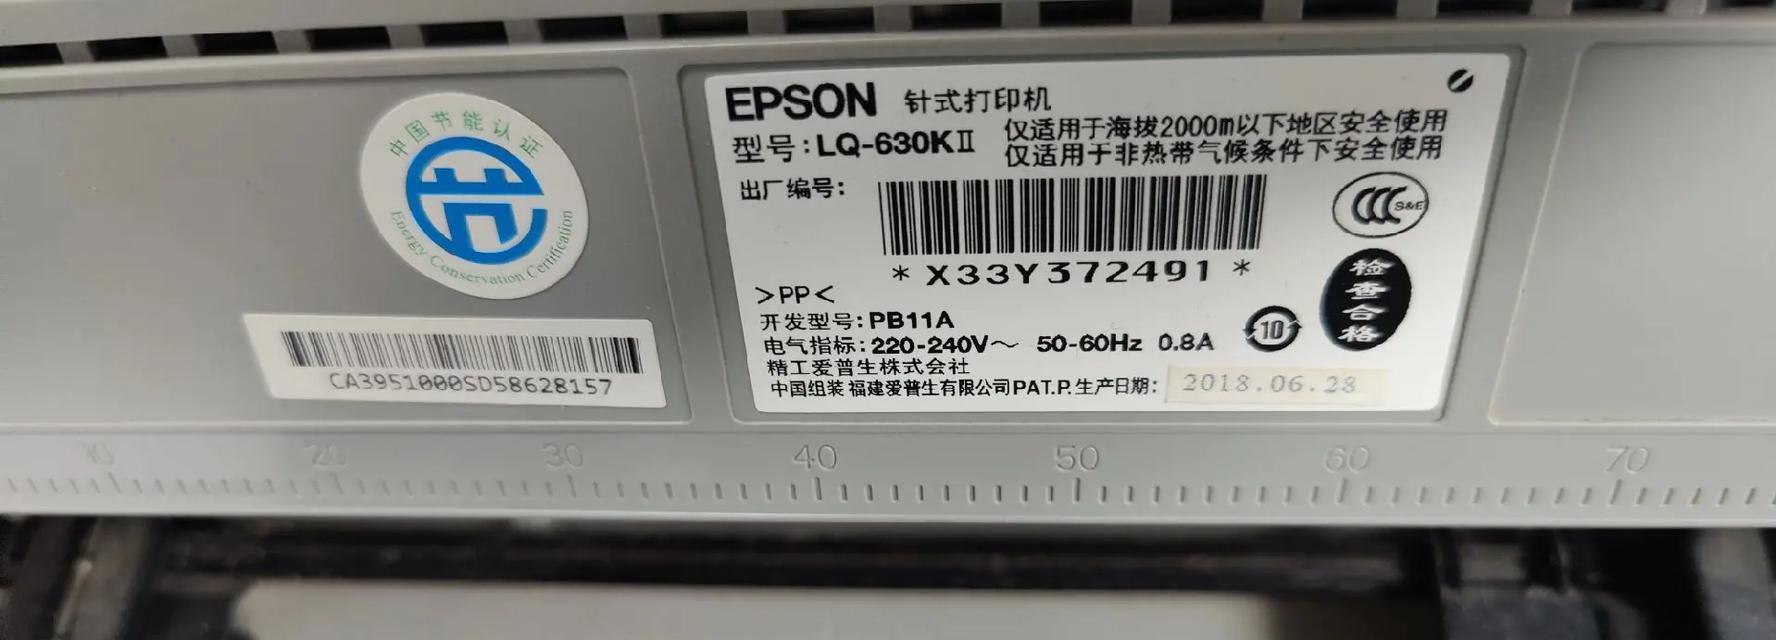 中国节能认证
Energy Conservation Certification
CA3951000SD58628157
EPSON 针式打印机
型号:LQ-630KⅡ
仅适用于海拔2000m以下地区安全使用
仅适用于非热带气候条件下安全使用
出厂编号:
*X33Y372491*
CCC S&E
检查合格
>PP<
开发型号:PB11A
10
电气指标:220-240V～ 50-60Hz 0.8A
精工爱普生株式会社
中国组装 福建爱普生有限公司 PAT.P. 生产日期: 2018.06.28
10 20 30 40 50 60 70